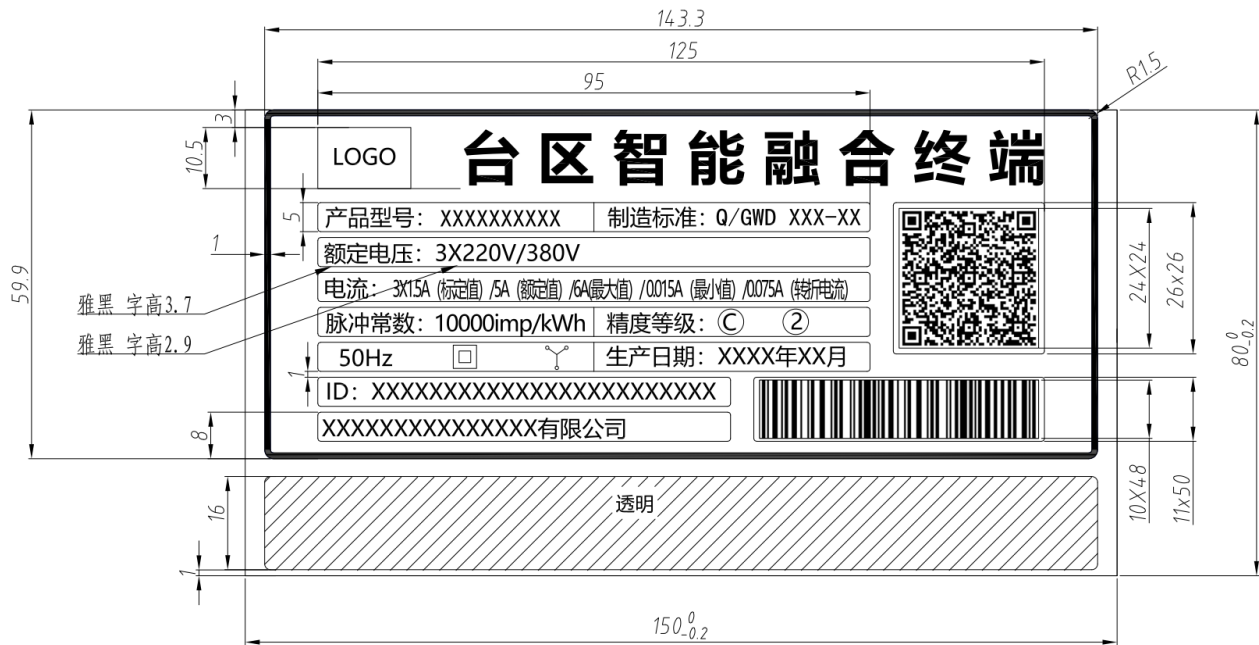 143.3
125
95
R1.5
3
10.5
LOGO
台区智能融合终端
5
产品型号: XXXXXXXXXX 制造标准: Q/GWD XXX-XX
1
额定电压: 3X220V/380V
59.9
电流: 3X1.5A (标定值) /5A (额定值) /6A(最大值) /0.015A (最小值) /0.075A (转折电流)
24X24
26x26
雅黑 字高3.7
脉冲常数: 10000imp/kWh 精度等级: C 2
雅黑 字高2.9
50Hz 生产日期: XXXX年XX月
80 0 -0.2
1
ID: XXXXXXXXXXXXXXXXXXXXXXXX
8
XXXXXXXXXXXXXXX有限公司
10X48
11x50
16
透明
1
150 0 -0.2